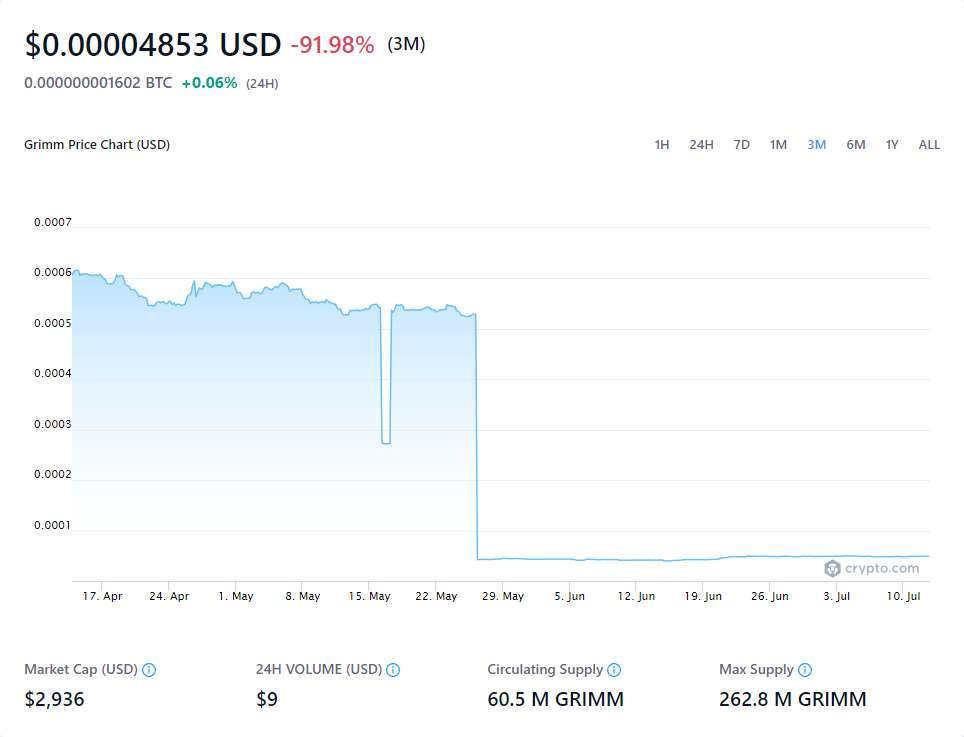 $0.00004853 USD -91.98% (3M)
0.000000001602 BTC +0.06% (24H)
Grimm Price Chart (USD) 1H 24H 7D 1M 3M 6M 1Y ALL
0.0007
0.0006
0.0005
0.0004
0.0003
0.0002
0.0001
crypto.com
17. Apr 24. Apr 1. May 8. May 15. May 22. May 29. May 5. Jun 12. Jun 19. Jun 26. Jun 3. Jul 10. Jul
Market Cap (USD) 24H VOLUME (USD) Circulating Supply Max Supply
$2,936 $9 60.5 M GRIMM 262.8 M GRIMM